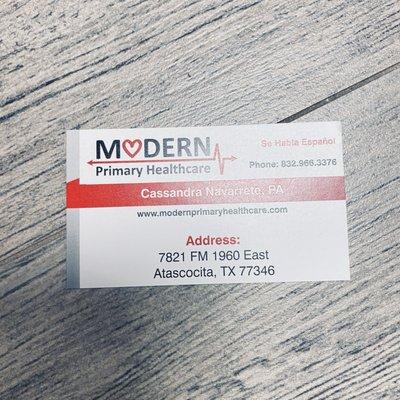 MODERN
Primary Healthcare
Se Habla Español
Phone: 832.966.3376
Cassandra Navarrete, PA
www.modernprimaryhealthcare.com
Address:
7821 FM 1960 East
Atascocita, TX 77346